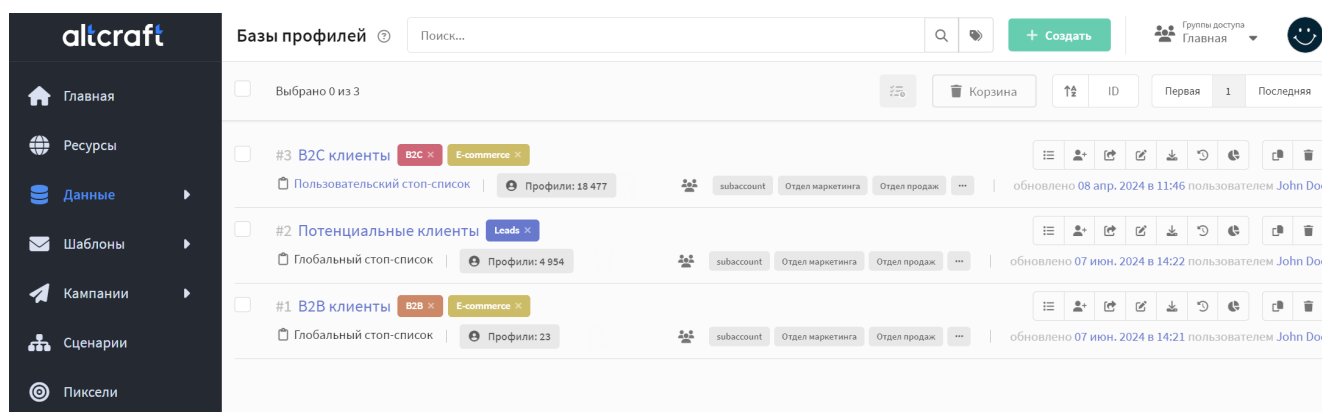 altcraft
Базы профилей
Поиск...
+ Создать
Группы доступа
Главная
Главная
Ресурсы
Данные
Шаблоны
Кампании
Сценарии
Пиксели
Выбрано 0 из 3
Корзина
ID
Первая 1 Последняя
#3 B2C клиенты B2C × E-commerce ×
Пользовательский стоп-список Профили: 18 477 subaccount Отдел маркетинга Отдел продаж ... обновлено 08 апр. 2024 в 11:46 пользователем John Do
#2 Потенциальные клиенты Leads ×
Глобальный стоп-список Профили: 4 954 subaccount Отдел маркетинга Отдел продаж ... обновлено 07 июн. 2024 в 14:22 пользователем John Do
#1 B2B клиенты B2B × E-commerce ×
Глобальный стоп-список Профили: 23 subaccount Отдел маркетинга Отдел продаж ... обновлено 07 июн. 2024 в 14:21 пользователем John Do